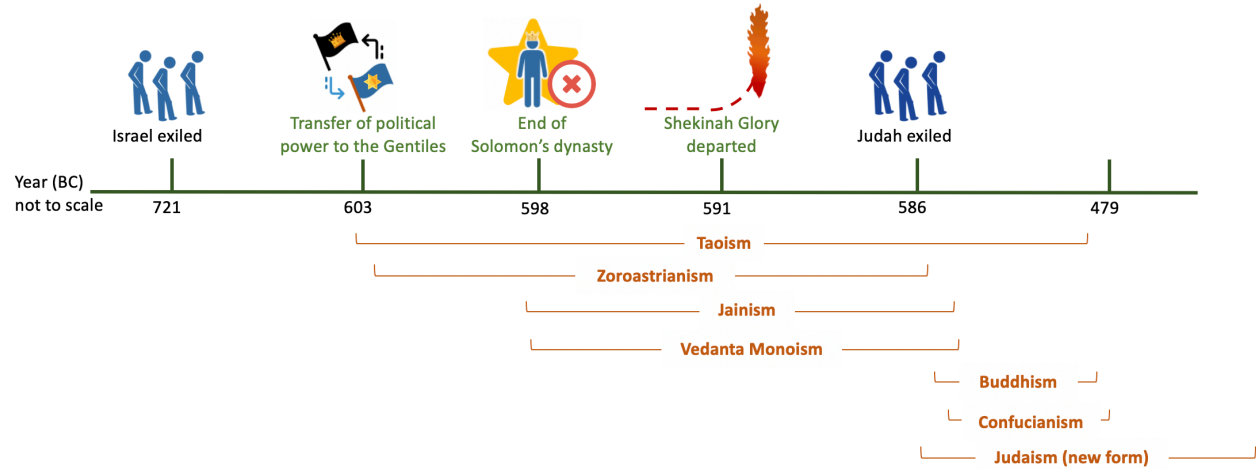 Israel exiled
Transfer of political
power to the Gentiles
End of
Solomon's dynasty
Shekinah Glory
departed
Judah exiled
Year (BC)
not to scale
721
603
598
591
586
479
Taoism
Zoroastrianism
Jainism
Vedanta Monoism
Buddhism
Confucianism
Judaism (new form)